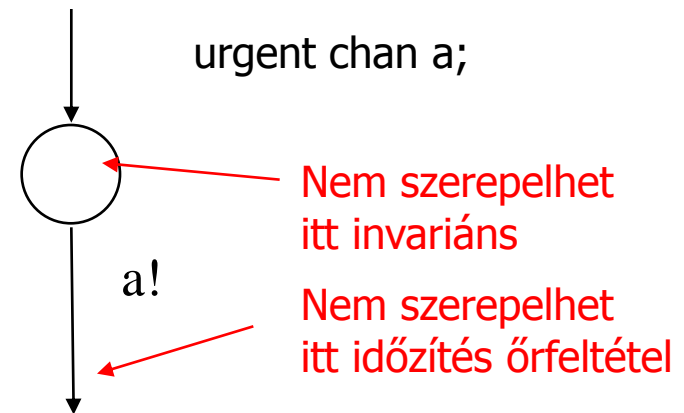 urgent chan a;
Nem szerepelhet
itt invariáns
a!
Nem szerepelhet
itt időzítés őrfeltétel